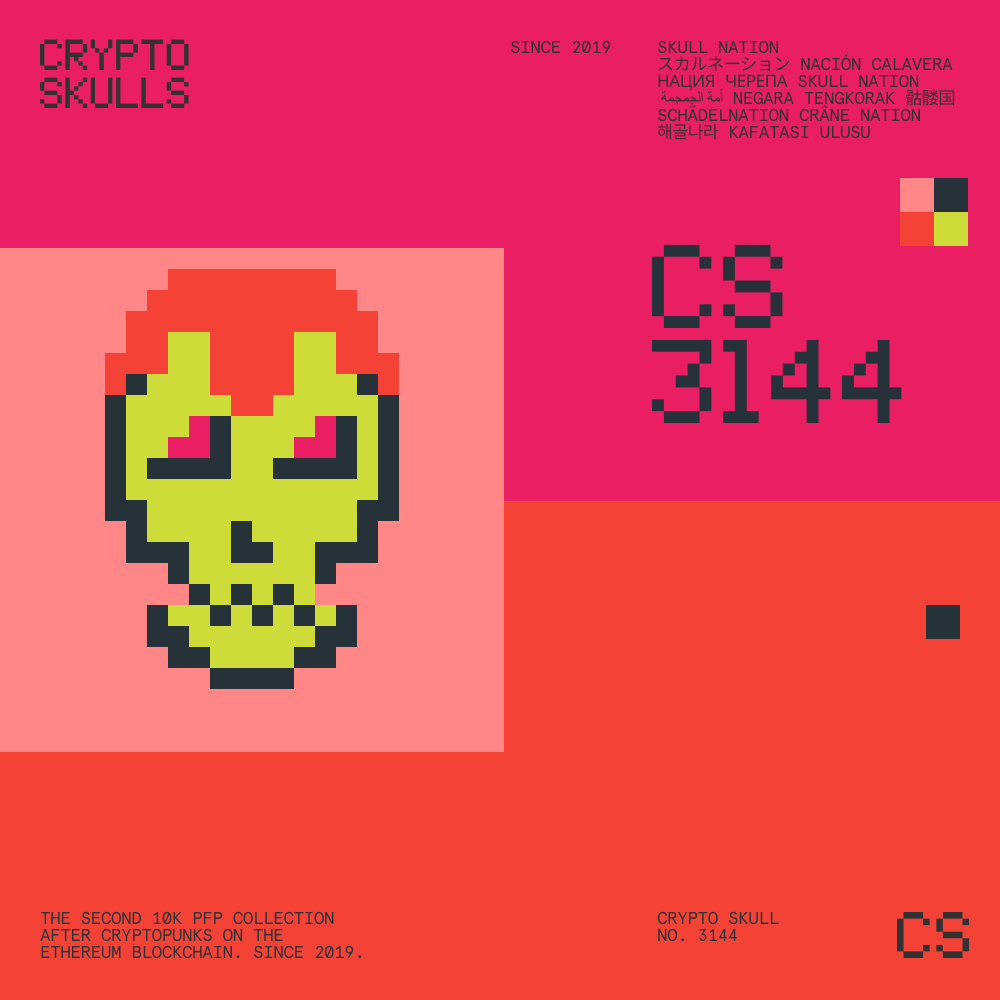 CRYPTO
SKULLS
SINCE 2019
SKULL NATION
スカルネーション NACIÓN CALAVERA
НАЦИЯ ЧЕРЕПА SKULL NATION
أمة الجمجمة NEGARA TENGKORAK 骷髅国
SCHÄDELNATION CRÂNE NATION
해골나라 KAFATASI ULUSU
CS
3144
THE SECOND 10K PFP COLLECTION
AFTER CRYPTOPUNKS ON THE
ETHEREUM BLOCKCHAIN. SINCE 2019.
CRYPTO SKULL
NO. 3144
CS